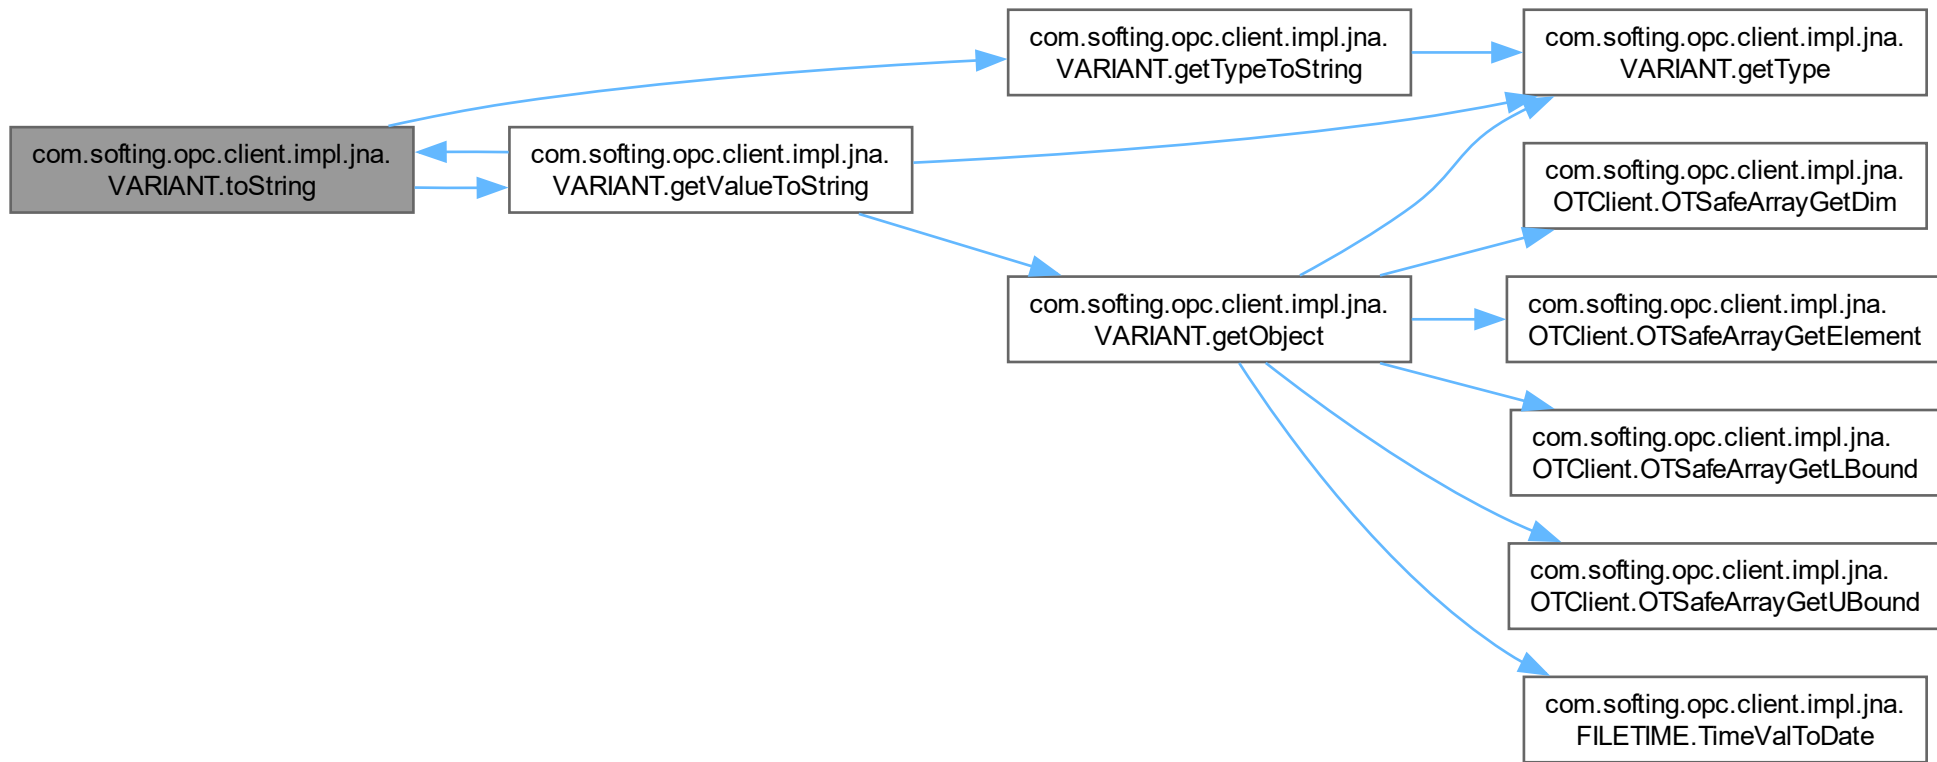 com.softing.opc.client.impl.jna.
VARIANT.toString
com.softing.opc.client.impl.jna.
VARIANT.getValueToString
com.softing.opc.client.impl.jna.
VARIANT.getTypeToString
com.softing.opc.client.impl.jna.
VARIANT.getObject
com.softing.opc.client.impl.jna.
VARIANT.getType
com.softing.opc.client.impl.jna.
OTClient.OTSafeArrayGetDim
com.softing.opc.client.impl.jna.
OTClient.OTSafeArrayGetElement
com.softing.opc.client.impl.jna.
OTClient.OTSafeArrayGetLBound
com.softing.opc.client.impl.jna.
OTClient.OTSafeArrayGetUBound
com.softing.opc.client.impl.jna.
FILETIME.TimeValToDate